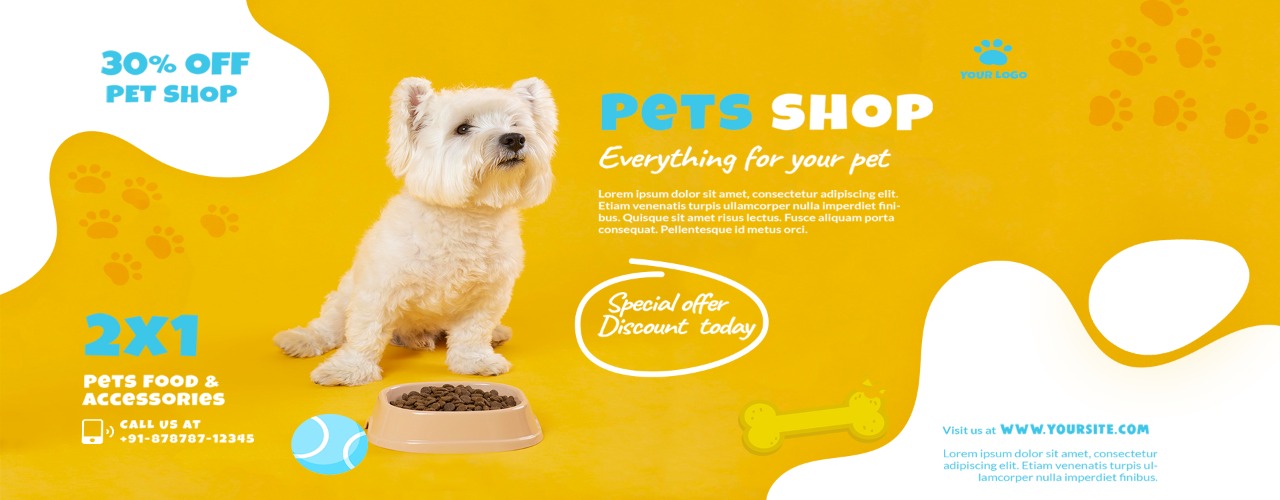 30% OFF
PET SHOP
YOUR LOGO
PETS SHOP
Everything for your pet
Lorem ipsum dolor sit amet, consectetur adipiscing elit.
Etiam venenatis turpis ullamcorper nulla imperdiet fini-
bus. Quisque sit amet risus lectus. Fusce aliquam porta
consequat. Pellentesque id metus orci.
Special offer
Discount today
2X1
PETS FOOD &
ACCESSORIES
CALL US AT
+91-878787-12345
Visit us at WWW.YOURSITE.COM
Lorem ipsum dolor sit amet, consectetur
adipiscing elit. Etiam venenatis turpis ul-
lamcorper nulla imperdiet finibus.